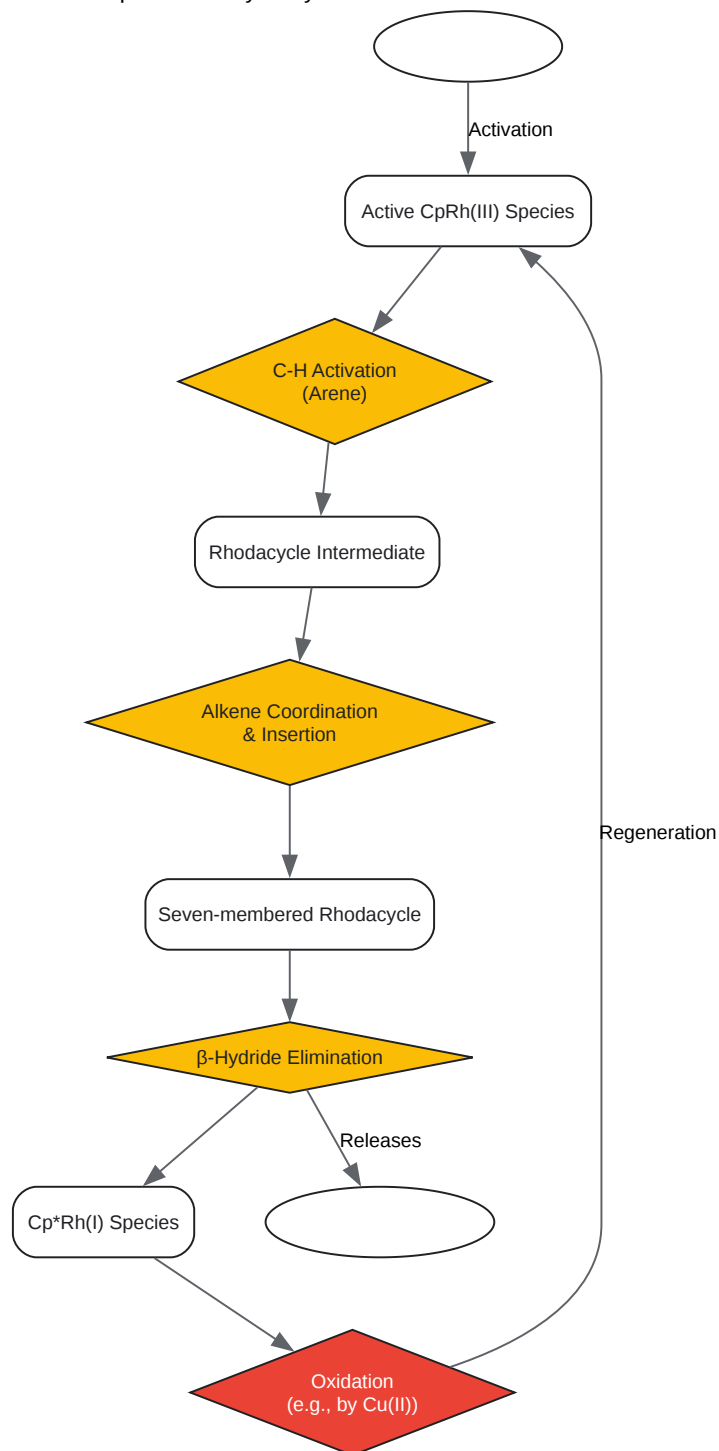 Activation
Active CpRh(III) Species
C-H Activation
(Arene)
Rhodacycle Intermediate
Alkene Coordination
& Insertion
Regeneration
Seven-membered Rhodacycle
β-Hydride Elimination
Releases
Cp*Rh(I) Species
Oxidation
(e.g., by Cu(II))